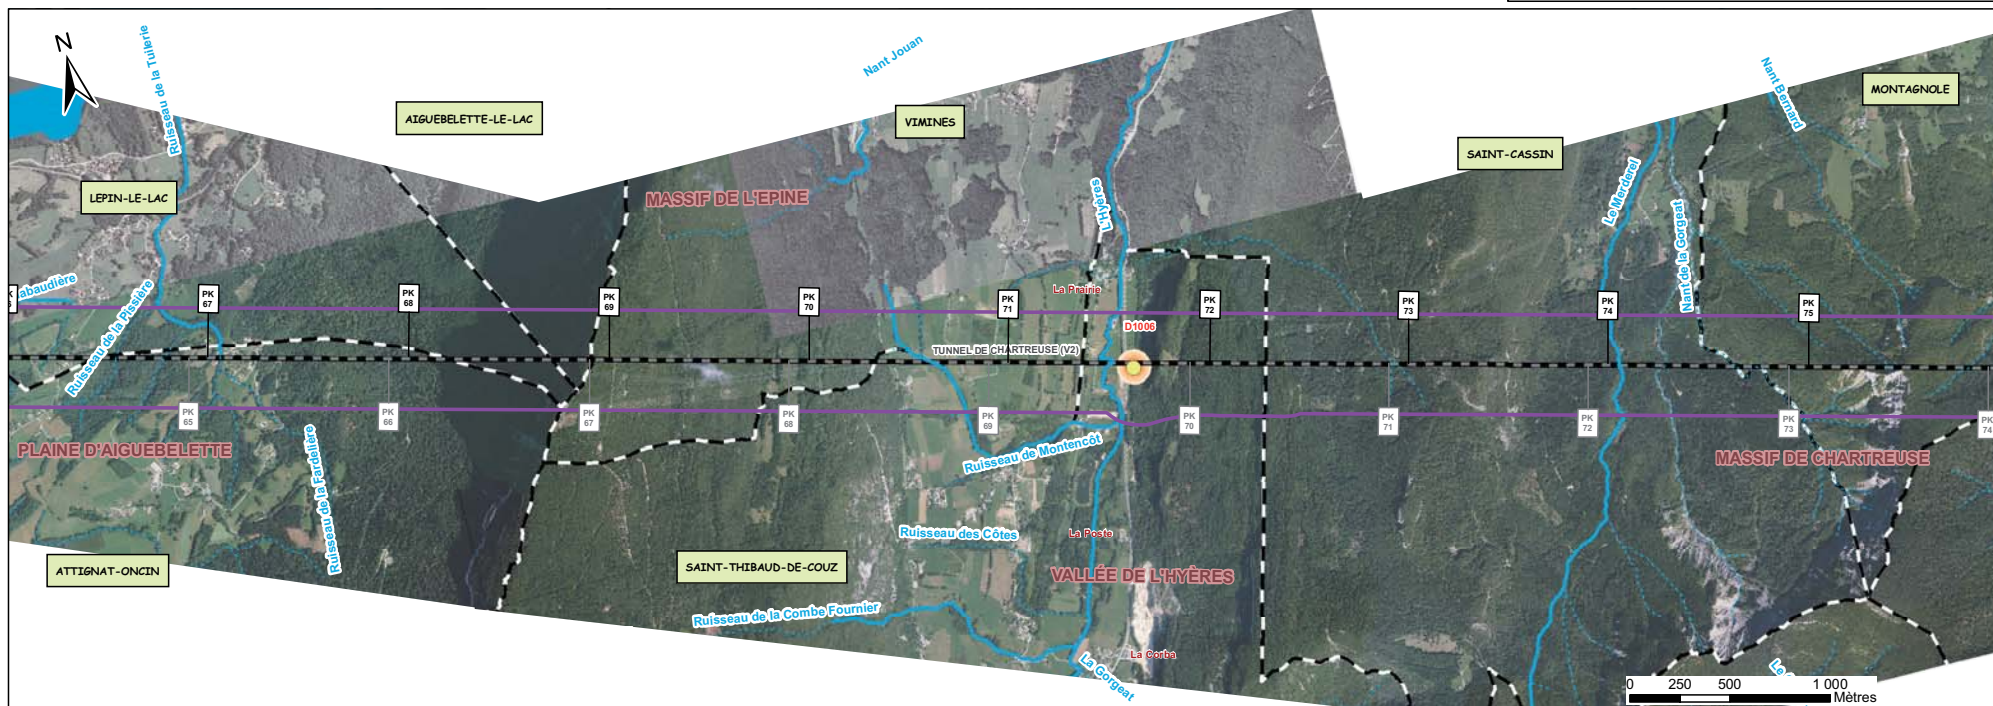 N
Ruisseau de la Tuilerie
AIGUEBELETTE-LE-LAC
Nant Jouan
VIMINES
Nant Bernard
MONTAGNOLE
SAINT-CASSIN
LEPIN-LE-LAC
MASSIF DE L'EPINE
L'Hyères
Le Merderel
Nant de la Gorgeat
Ruisseau de la Pissière
La Prairie
PK
67
PK
68
PK
69
PK
70
PK
71
PK
72
PK
73
PK
74
PK
75
D1006
TUNNEL DE CHARTREUSE (V2)
PK
65
PK
66
PK
67
PK
68
PK
69
PK
70
PK
71
PK
72
PK
73
PK
74
PLAINE D'AIGUEBELETTE
Ruisseau de la Fardelière
Ruisseau de Montencôt
MASSIF DE CHARTREUSE
Ruisseau des Côtes
La Poste
ATTIGNAT-ONCIN
SAINT-THIBAUD-DE-COUZ
VALLÉE DE L'HYÈRES
Ruisseau de la Combe Fournier
La Corba
La Gorgeat
0 250 500 1 000
Mètres